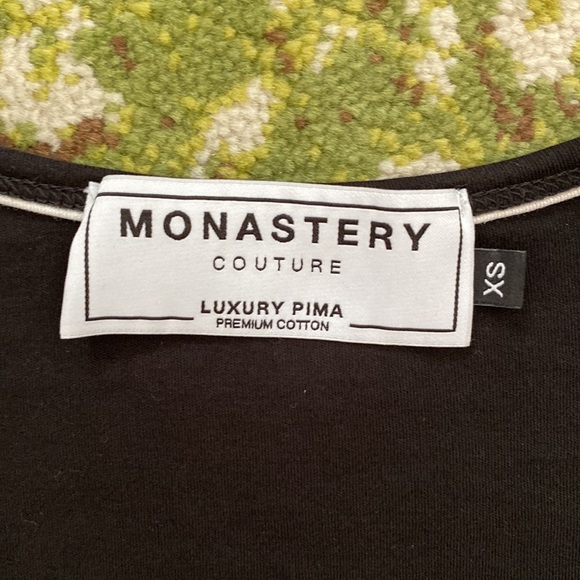 MONASTERY
COUTURE
LUXURY PIMA
PREMIUM COTTON
XS